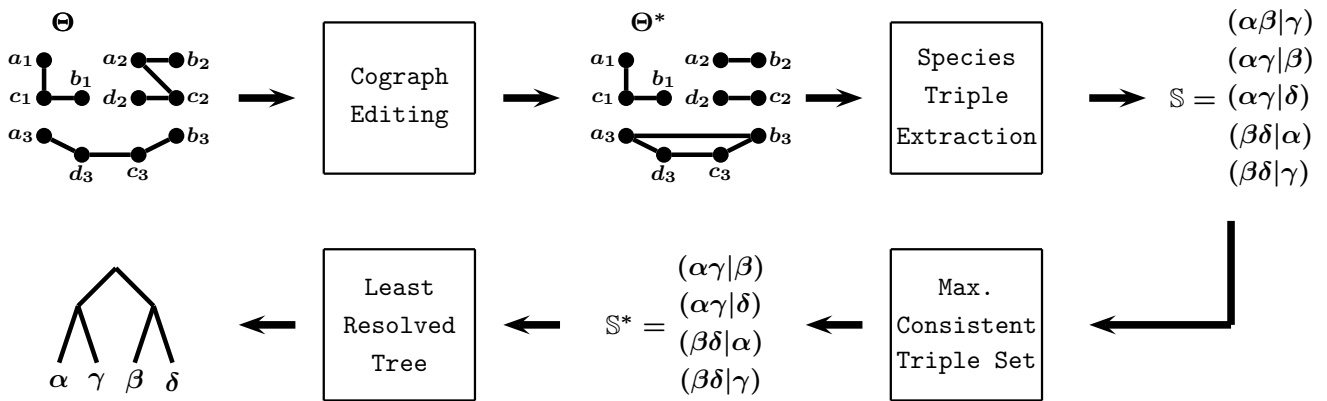 Θ
a₁
b₁
c₁
a₂
b₂
d₂
c₂
a₃
b₃
d₃
c₃
Cograph
Editing
Θ*
a₁
b₁
c₁
a₂
b₂
d₂
c₂
a₃
b₃
d₃
c₃
Species
Triple
Extraction
𝕊 =
(αβ|γ)
(αγ|β)
(αγ|δ)
(βδ|α)
(βδ|γ)
Max.
Consistent
Triple Set
𝕊* =
(αγ|β)
(αγ|δ)
(βδ|α)
(βδ|γ)
Least
Resolved
Tree
α γ β δ